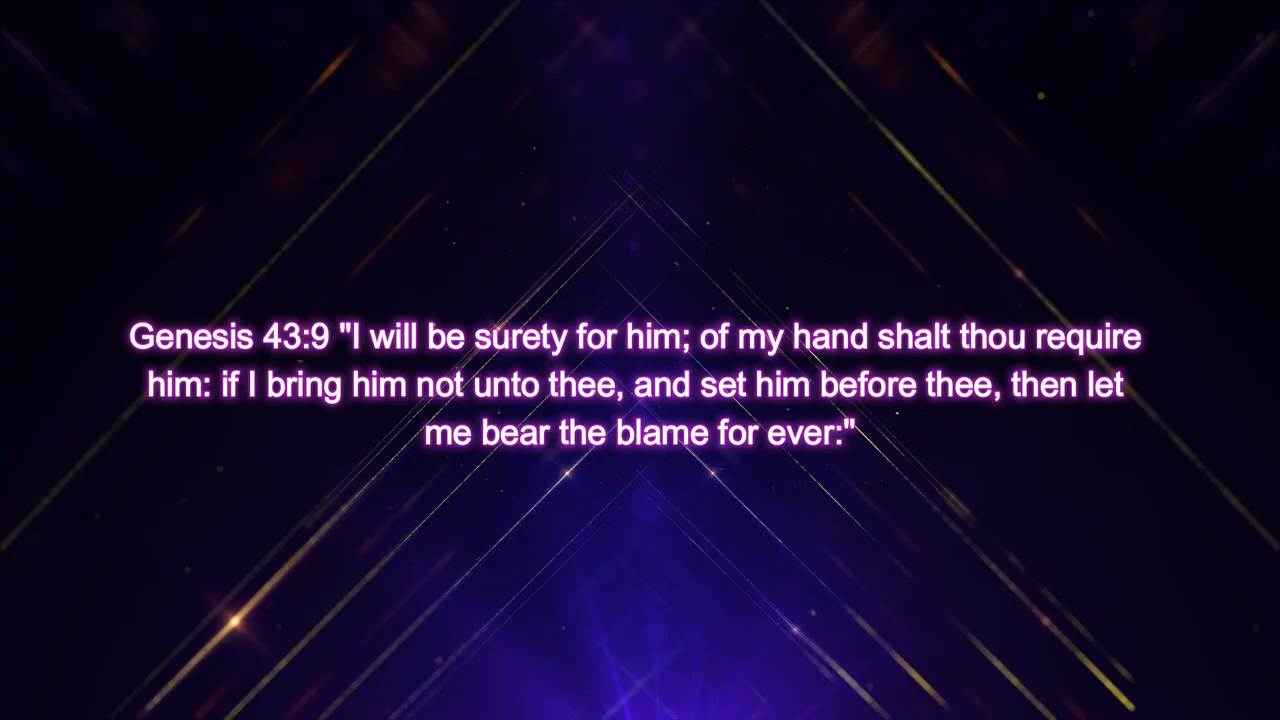 Genesis 43:9 "I will be surety for him; of my hand shalt thou require
him: if I bring him not unto thee, and set him before thee, then let
me bear the blame for ever:"